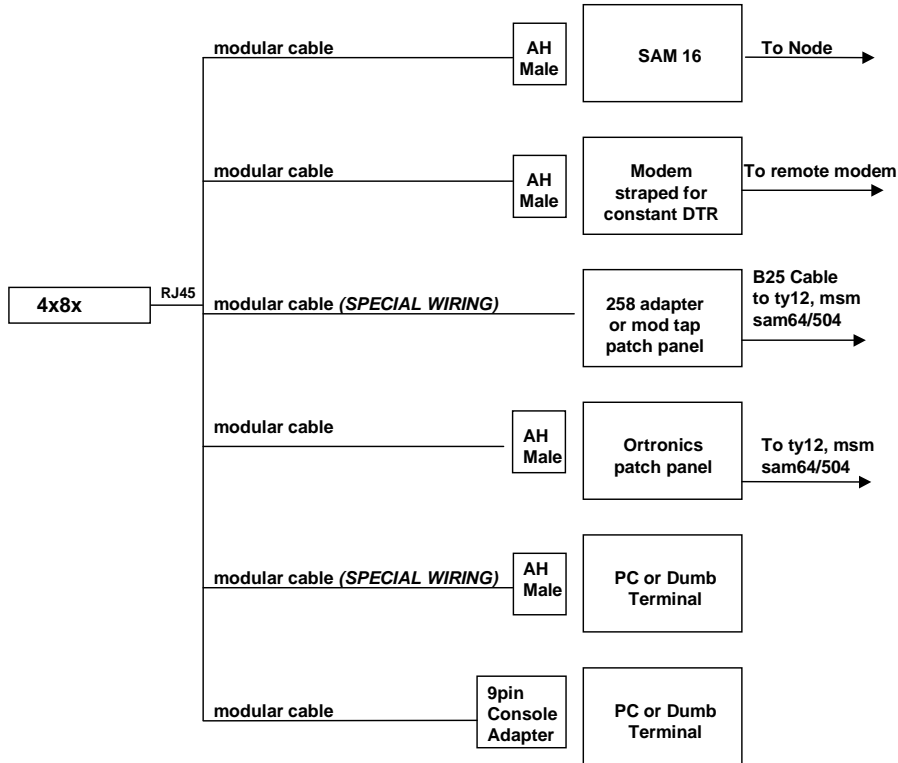 modular cable
AH
Male
SAM 16
To Node
modular cable
AH
Male
Modem
straped for
constant DTR
To remote modem
4x8x
RJ45
modular cable (SPECIAL WIRING)
258 adapter
or mod tap
patch panel
B25 Cable
to ty12, msm
sam64/504
modular cable
AH
Male
Ortronics
patch panel
To ty12, msm
sam64/504
modular cable (SPECIAL WIRING)
AH
Male
PC or Dumb
Terminal
modular cable
9pin
Console
Adapter
PC or Dumb
Terminal